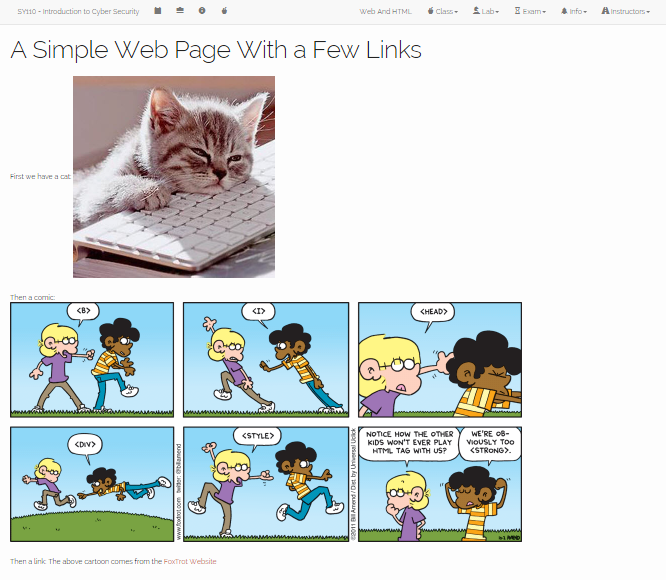 SY110 - Introduction to Cyber Security
Web And HTML
Class
Lab
Exam
Info
Instructors
A Simple Web Page With a Few Links
First we have a cat:
Then a comic:
<B>
<I>
<HEAD>
<DIV>
<STYLE>
NOTICE HOW THE OTHER
KIDS WON'T EVER PLAY
HTML TAG WITH US?
WE'RE OB-
VIOUSLY TOO
<STRONG>.
www.foxtrot.com twitter: @billamend
©2011 Bill Amend / Dist. by Universal Uclick
AMEND
Then a link: The above cartoon comes from the FoxTrot Website